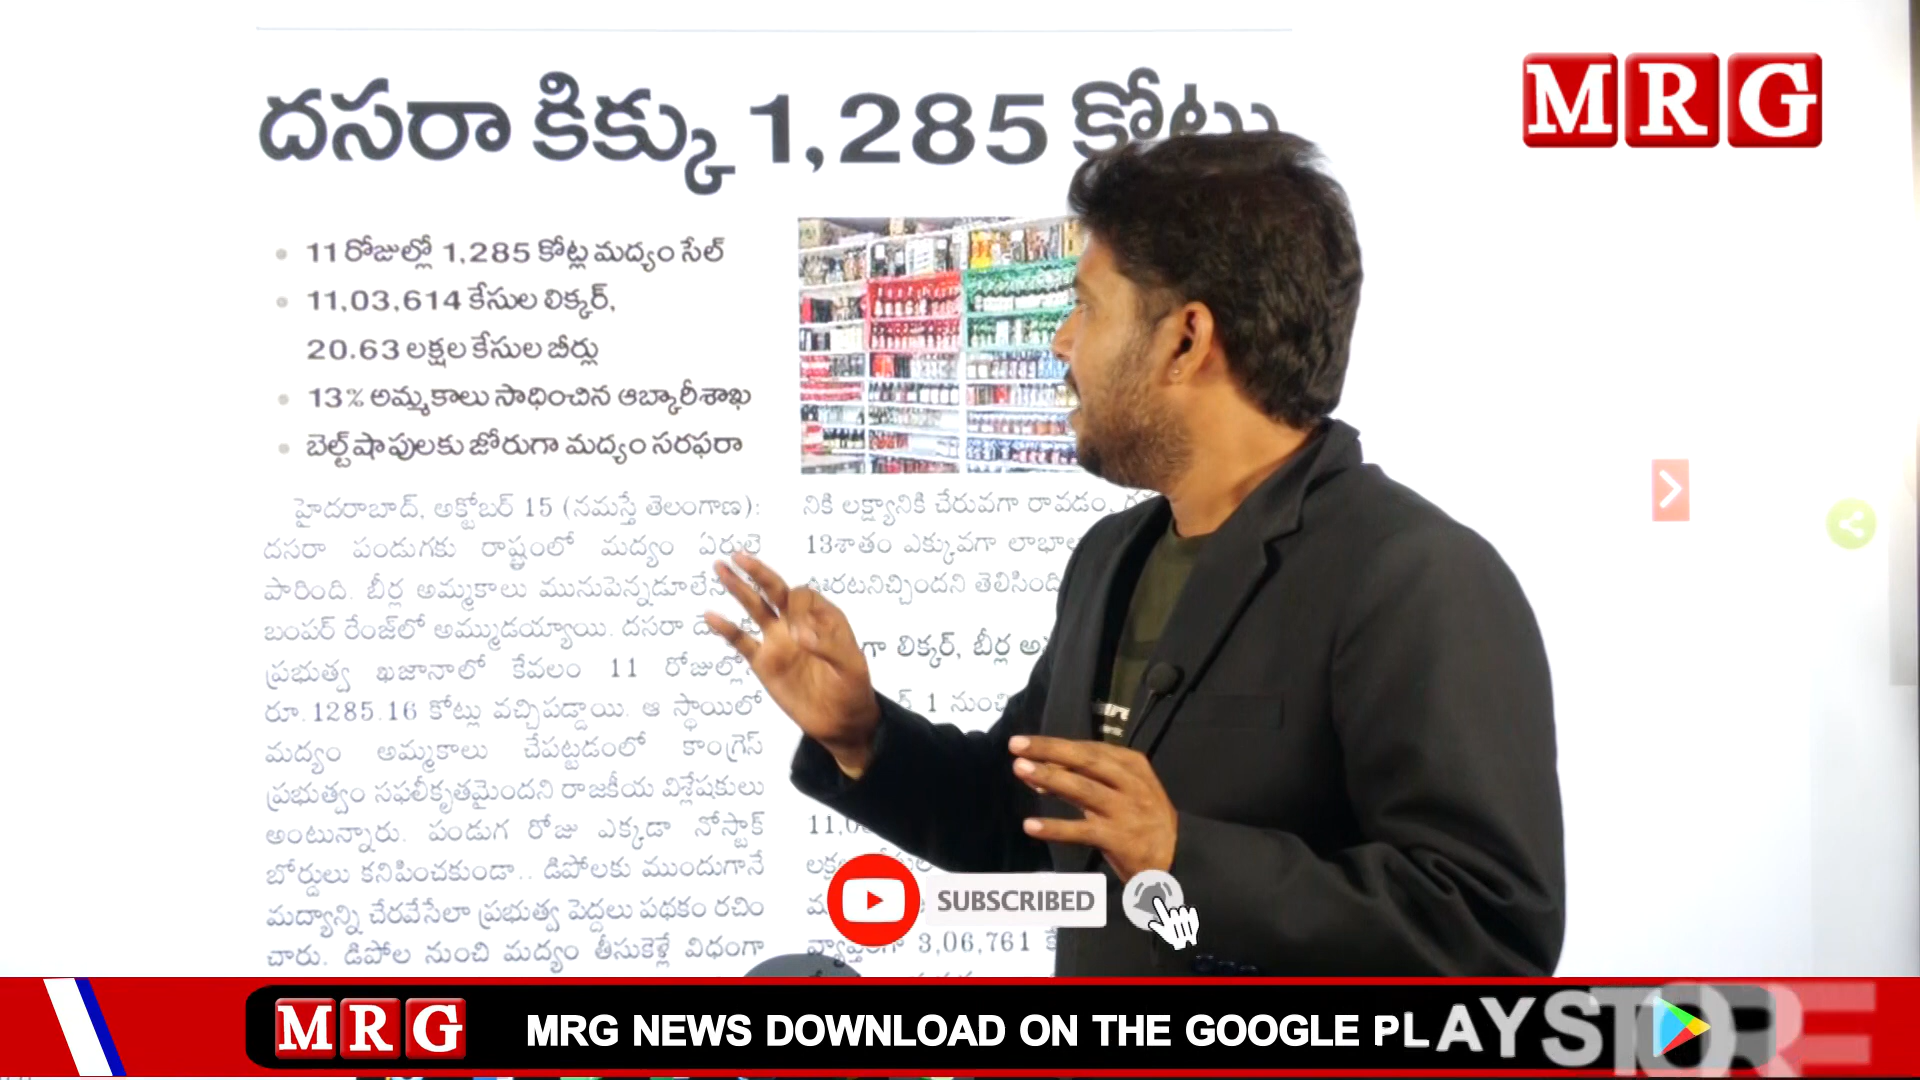 దసరా కిక్కు 1,285 కోట్లు
MRG
• 11 రోజుల్లో 1,285 కోట్ల మద్యం సేల్
• 11,03,614 కేసుల లిక్కర్,
20.63 లక్షల కేసుల బీర్లు
• 13% అమ్మకాలు సాధించిన ఆబ్కారీశాఖ
• బెల్ట్‌షాపులకు జోరుగా మద్యం సరఫరా
హైదరాబాద్, అక్టోబర్ 15 (నమస్తే తెలంగాణ):
దసరా పండుగకు రాష్ట్రంలో మద్యం ఏరులై
పారింది. బీర్ల అమ్మకాలు మునుపెన్నడూలేని
బంపర్ రేంజ్‌లో అమ్ముడయ్యాయి. దసరా
ప్రభుత్వ ఖజానాలో కేవలం 11 రోజుల్లోనే
రూ.1285.16 కోట్లు వచ్చిపడ్డాయి. ఆ స్థాయిలో
మద్యం అమ్మకాలు చేపట్టడంలో కాంగ్రెస్
ప్రభుత్వం సఫలీకృతమైందని రాజకీయ విశ్లేషకులు
అంటున్నారు. పండుగ రోజు ఎక్కడా నోస్టాక్
బోర్డులు కనిపించకుండా.. డిపోలకు ముందుగానే
మద్యాన్ని చేరవేసేలా ప్రభుత్వ పెద్దలు పథకం రచిం
చారు. డిపోల నుంచి మద్యం తీసుకెళ్లే విధంగా
నికి లక్ష్యానికి చేరువగా రావడం,
13శాతం ఎక్కువగా
ఊరటనిచ్చిందని తెలిసింది
గా లిక్కర్, బీర్ల
1 నుంచి
వ్యాప్తంగా 3,06,761
SUBSCRIBED
MRG
MRG NEWS DOWNLOAD ON THE GOOGLE PLAY STORE